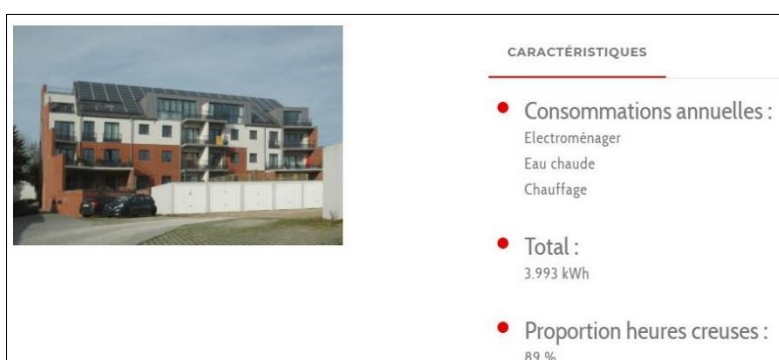 CARACTÉRISTIQUES
Consommations annuelles :
Electroménager
Eau chaude
Chauffage
Total :
3.993 kWh
Proportion heures creuses :
89 %